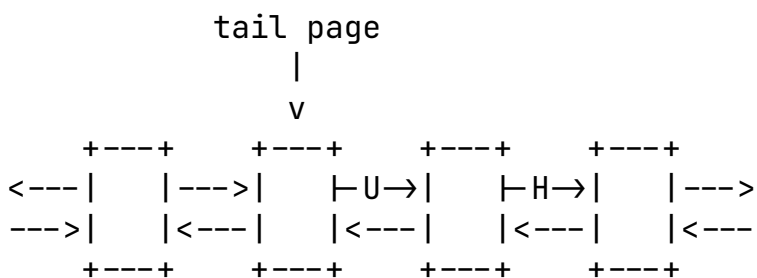 tail page
                |
                v
    +---+     +---+     +---+     +---+
<---|   |--->|   |-U->|   |-H->|   |--->
--->|   |<---|   |<---|   |<---|   |<---
    +---+     +---+     +---+     +---+